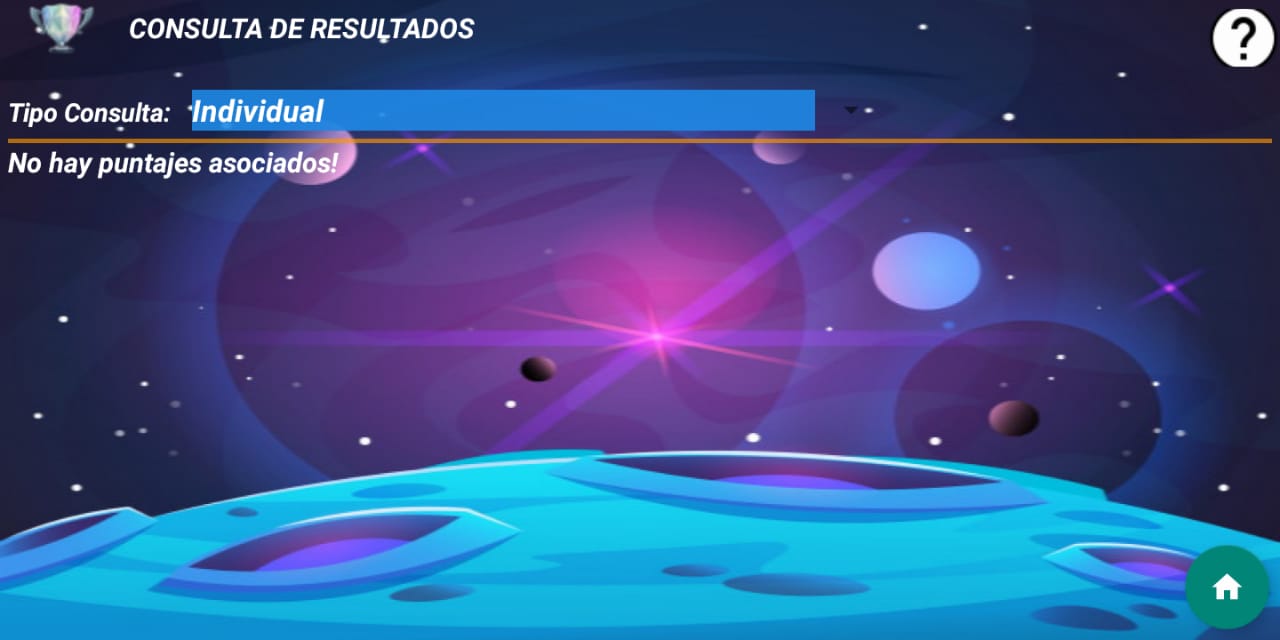 CONSULTA DE RESULTADOS
?
Tipo Consulta: Individual
No hay puntajes asociados!